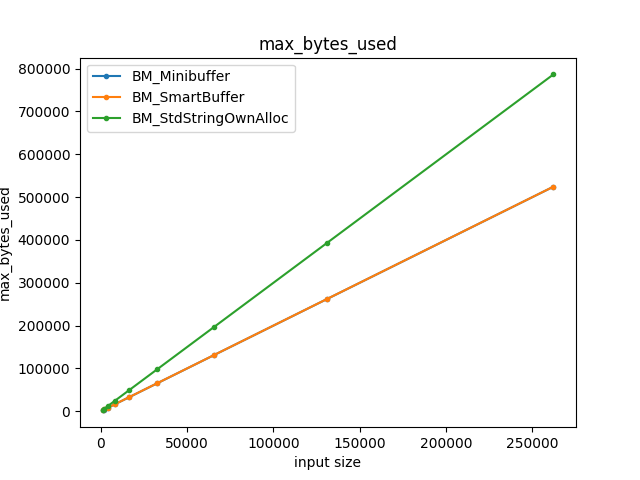 max_bytes_used
BM_Minibuffer
BM_SmartBuffer
BM_StdStringOwnAlloc
max_bytes_used
800000
700000
600000
500000
400000
300000
200000
100000
0
0 50000 100000 150000 200000 250000
input size